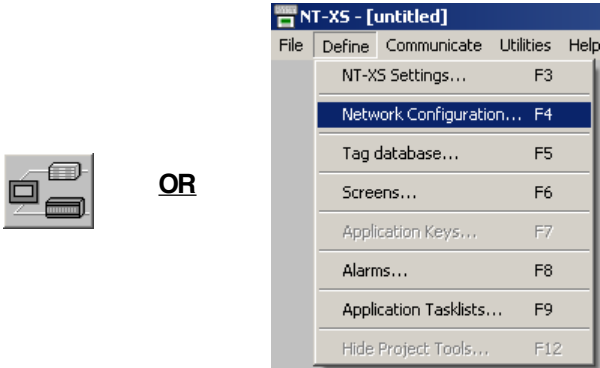 NT-XS - [untitled]
File Define Communicate Utilities Help
NT-XS Settings... F3
Network Configuration... F4
Tag database... F5
OR
Screens... F6
Application Keys... F7
Alarms... F8
Application Tasklists... F9
Hide Project Tools... F12